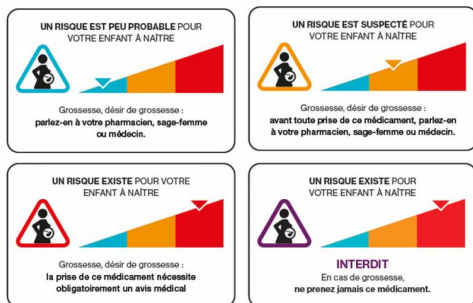 UN RISQUE EST PEU PROBABLE POUR
VOTRE ENFANT À NAÎTRE
Grossesse, désir de grossesse :
parlez-en à votre pharmacien, sage-femme
ou médecin.
UN RISQUE EST SUSPECTÉ POUR
VOTRE ENFANT À NAÎTRE
Grossesse, désir de grossesse :
avant toute prise de ce médicament, parlez-en
à votre pharmacien, sage-femme ou médecin.
UN RISQUE EXISTE POUR VOTRE
ENFANT À NAÎTRE
Grossesse, désir de grossesse :
la prise de ce médicament nécessite
obligatoirement un avis médical
UN RISQUE EXISTE POUR
VOTRE ENFANT À NAÎTRE
INTERDIT
En cas de grossesse,
ne prenez jamais ce médicament.